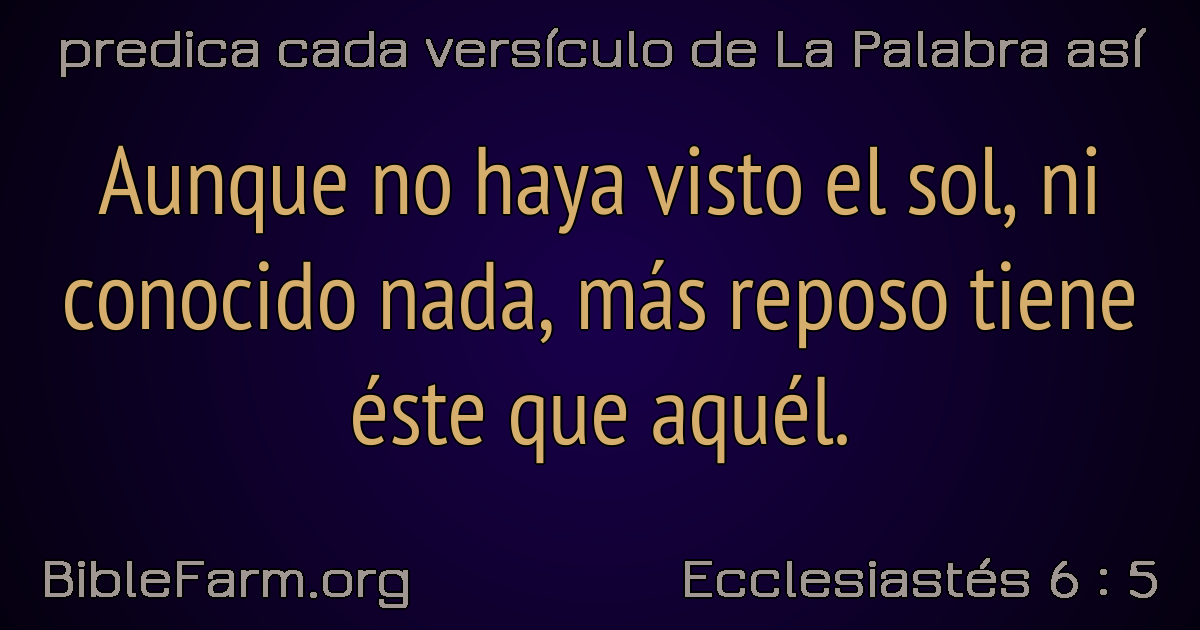 predica cada versículo de La Palabra así
Aunque no haya visto el sol, ni
conocido nada, más reposo tiene
éste que aquél.
BibleFarm.org
Ecclesiastés 6 : 5